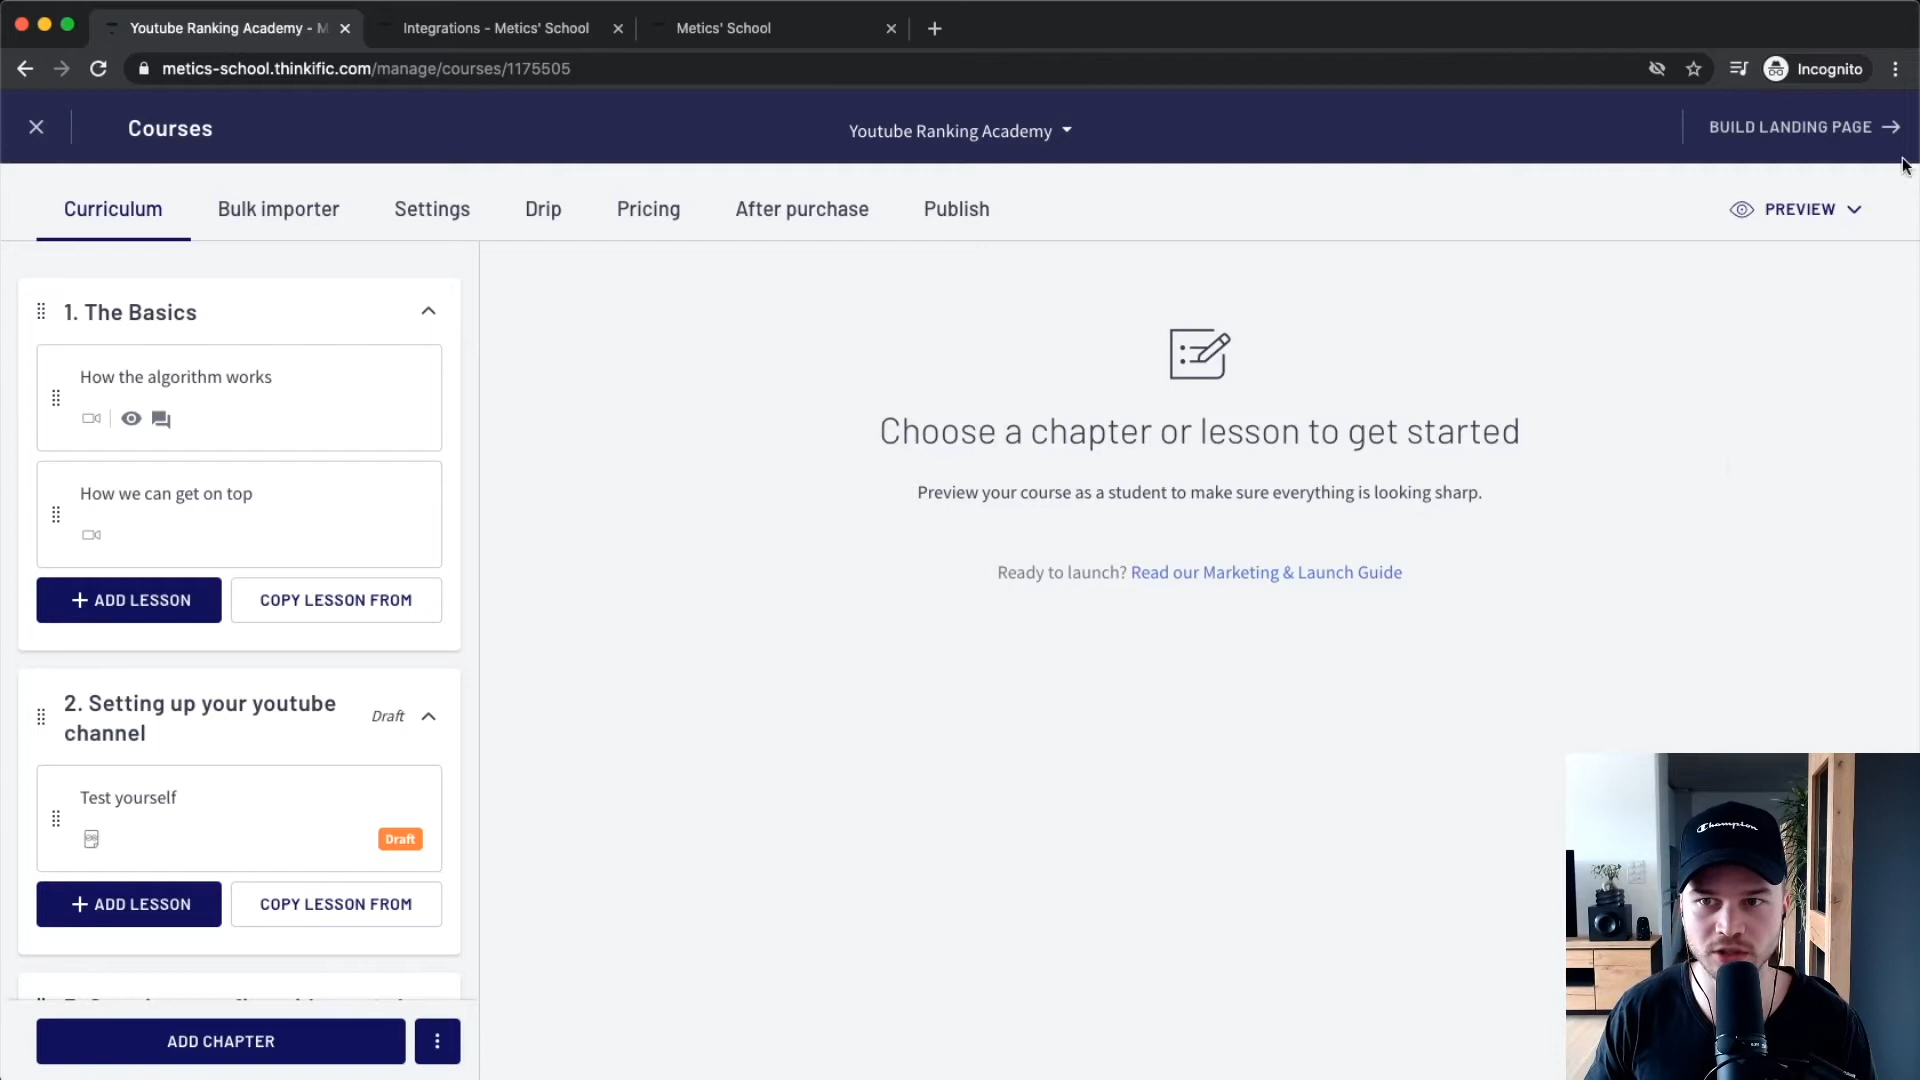 Youtube Ranking Academy - M
Integrations - Metics' School
Metics' School
metics-school.thinkific.com/manage/courses/1175505
Incognito
Courses
Youtube Ranking Academy
BUILD LANDING PAGE
Curriculum
Bulk importer
Settings
Drip
Pricing
After purchase
Publish
PREVIEW
1. The Basics
How the algorithm works
How we can get on top
+ ADD LESSON
COPY LESSON FROM
2. Setting up your youtube
channel
Draft
Test yourself
Draft
+ ADD LESSON
COPY LESSON FROM
ADD CHAPTER
Choose a chapter or lesson to get started
Preview your course as a student to make sure everything is looking sharp.
Ready to launch? Read our Marketing & Launch Guide
Champion